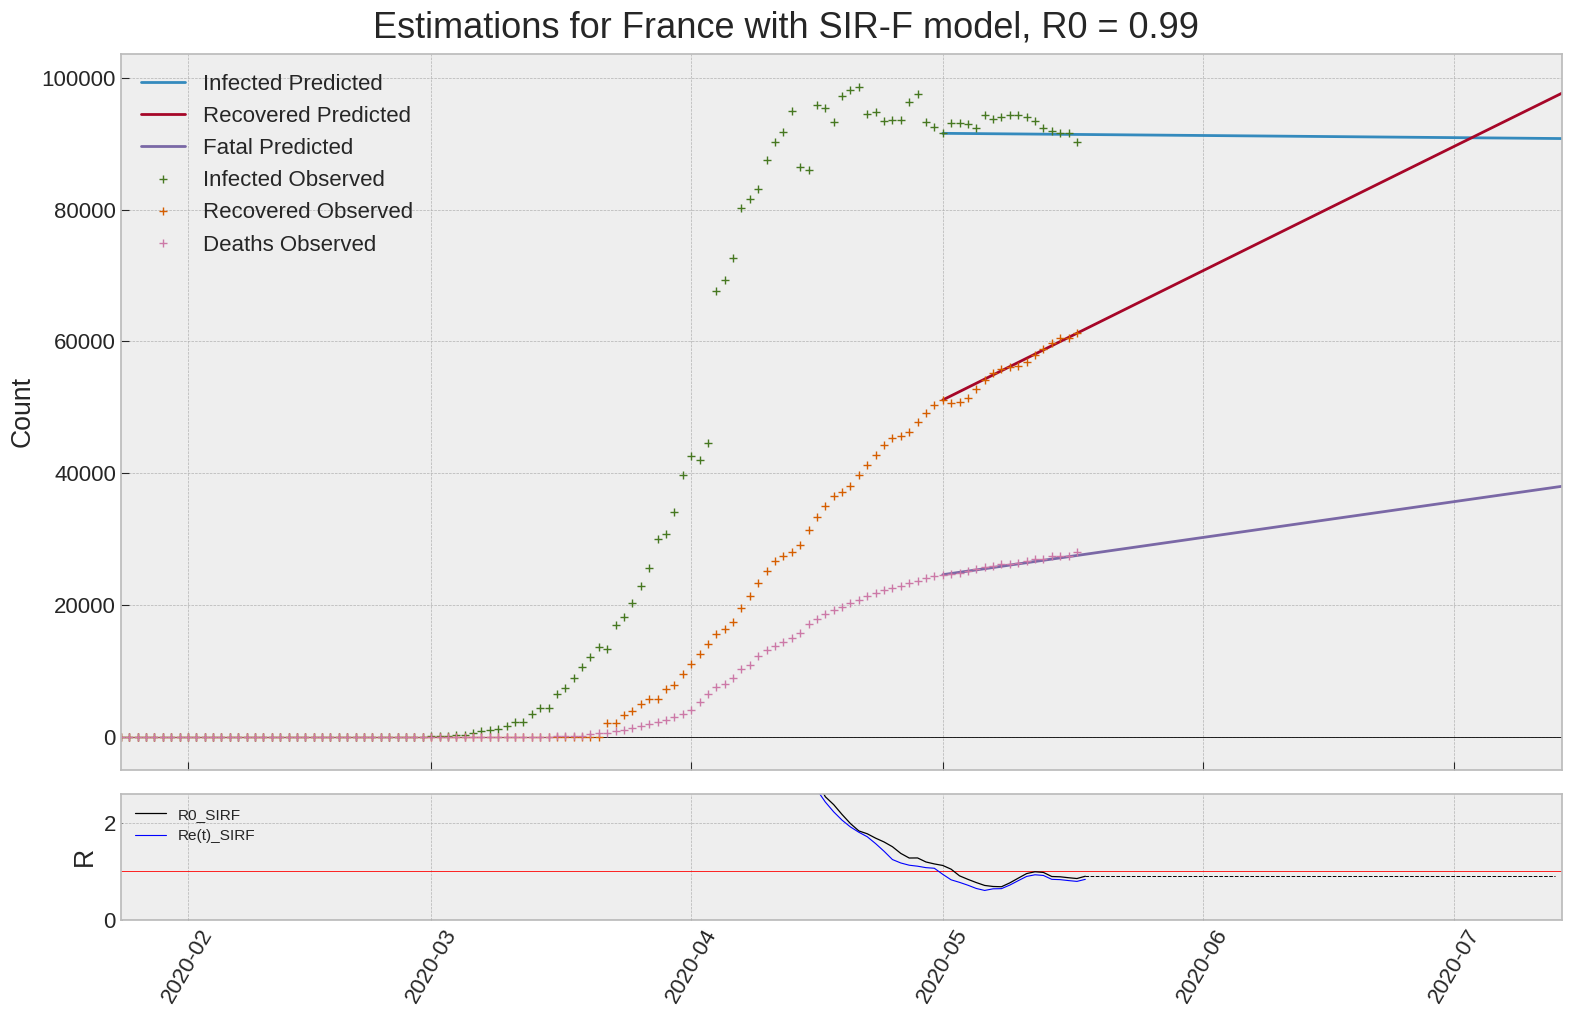 Estimations for France with SIR-F model, R0 = 0.99
100000
80000
60000
40000
20000
0
Count
Infected Predicted
Recovered Predicted
Fatal Predicted
Infected Observed
Recovered Observed
Deaths Observed
2
0
R
R0_SIRF
Re(t)_SIRF
2020-02
2020-03
2020-04
2020-05
2020-06
2020-07